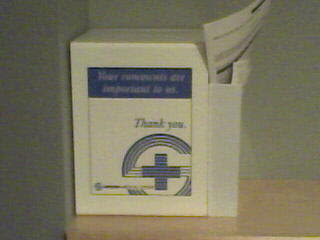 Your comments are
important to us.
Thank you.